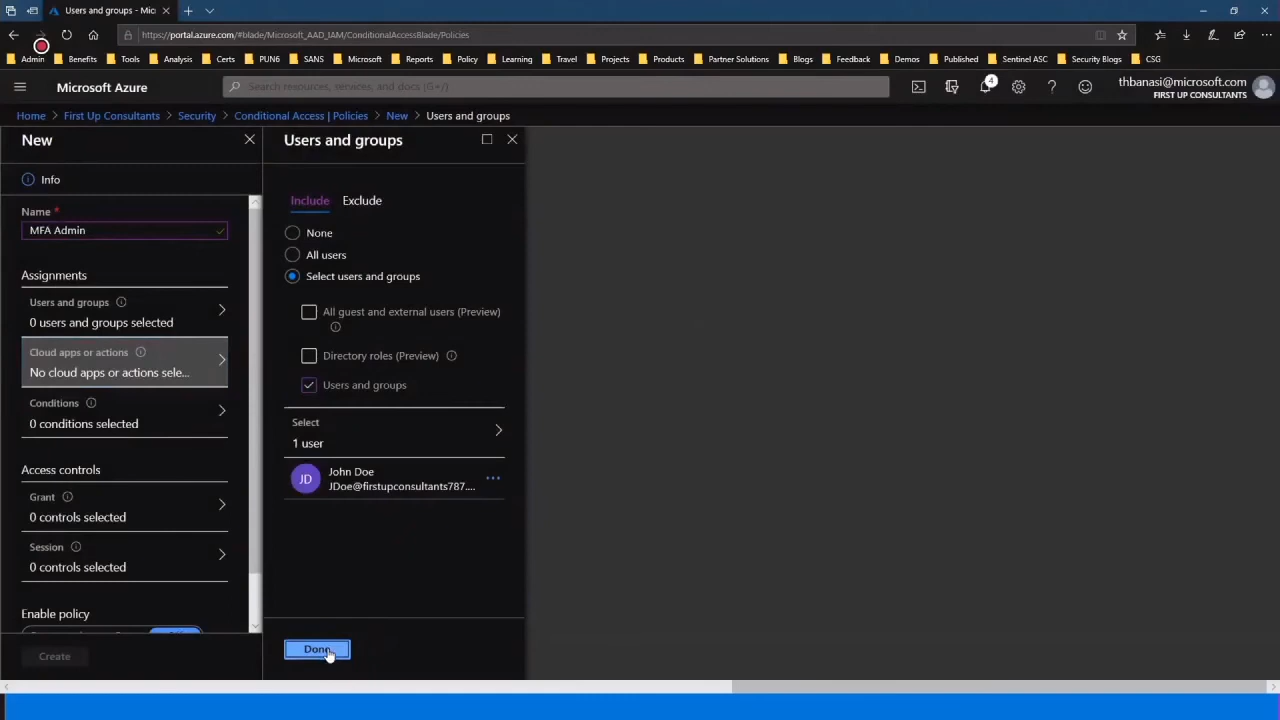 Users and groups - Mic
https://portal.azure.com/#blade/Microsoft_AAD_IAM/ConditionalAccessBlade/Policies
Admin Benefits Tools Analysis Certs PUN6 SANS Microsoft Reports Policy Learning Travel Projects Products Partner Solutions Blogs Feedback Demos Published Sentinel ASC Security Blogs CSG
Microsoft Azure
Search resources, services, and docs (G+/)
4
thbanasi@microsoft.com
FIRST UP CONSULTANTS
Home > First Up Consultants > Security > Conditional Access | Policies > New > Users and groups
New
Info
Name *
MFA Admin
Assignments
Users and groups
0 users and groups selected
Cloud apps or actions
No cloud apps or actions sele...
Conditions
0 conditions selected
Access controls
Grant
0 controls selected
Session
0 controls selected
Enable policy
Create
Users and groups
Include Exclude
None
All users
Select users and groups
All guest and external users (Preview)
Directory roles (Preview)
Users and groups
Select
1 user
JD
John Doe
JDoe@firstupconsultants787....
Done